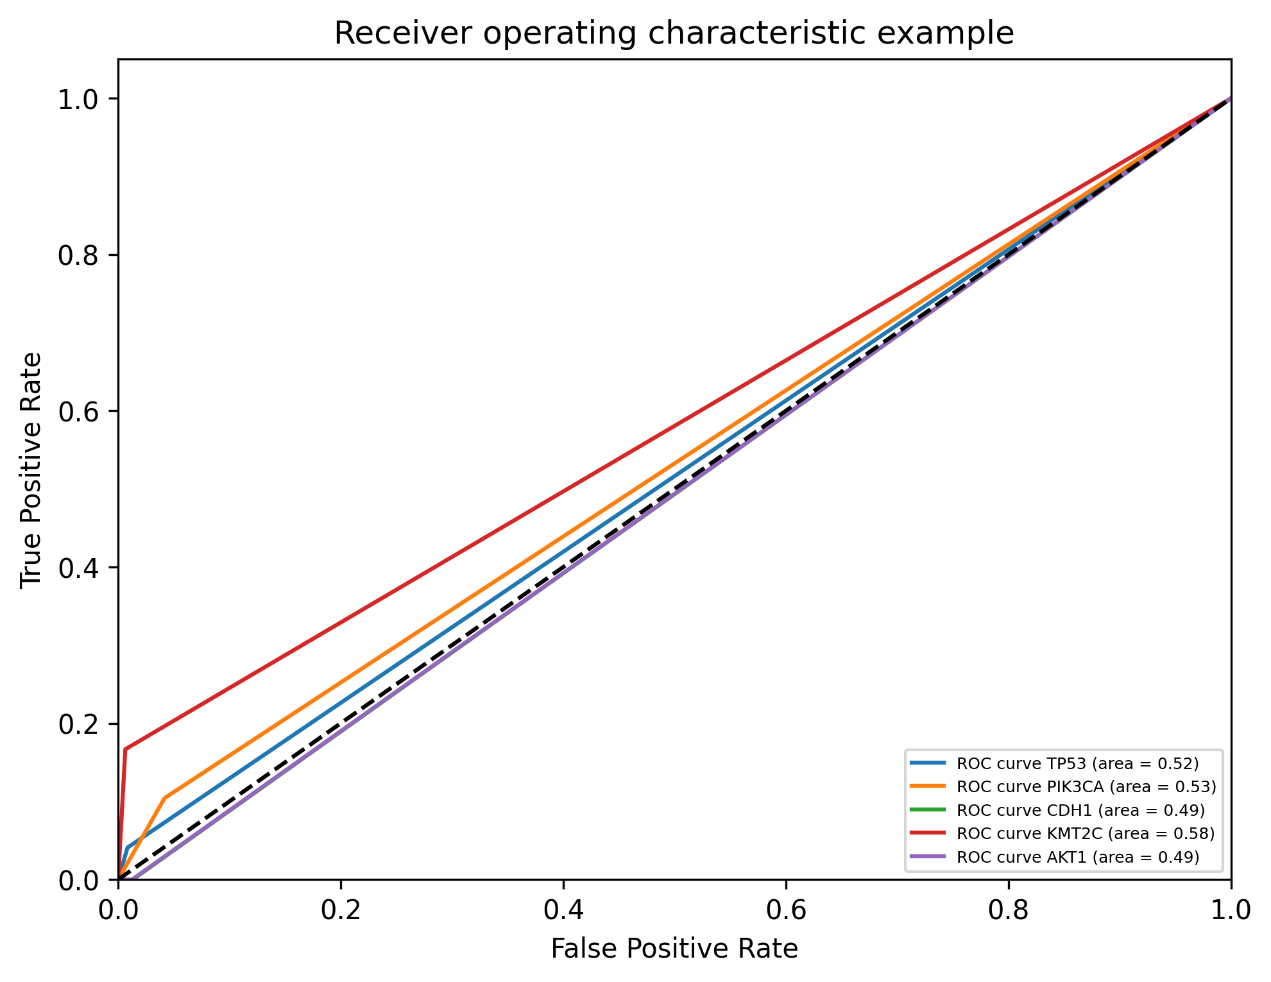 Receiver operating characteristic example
True Positive Rate
1.0
0.8
0.6
0.4
0.2
0.0
ROC curve TP53 (area = 0.52)
ROC curve PIK3CA (area = 0.53)
ROC curve CDH1 (area = 0.49)
ROC curve KMT2C (area = 0.58)
ROC curve AKT1 (area = 0.49)
0.0 0.2 0.4 0.6 0.8 1.0
False Positive Rate